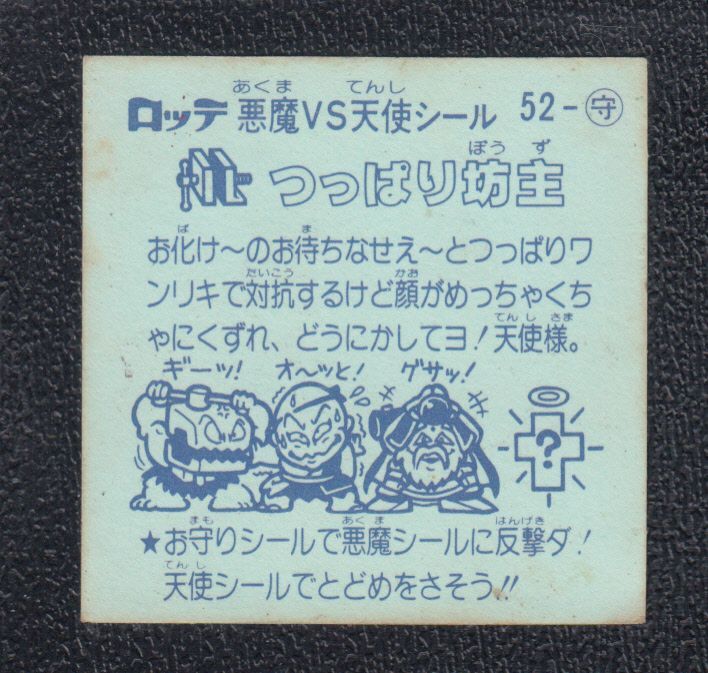 ロッテ 悪魔VS天使シール 52-守
あくま てんし
つっぱり坊主
ぼうず
お化け～のお待ちなせえ～とつっぱりワ
ば ま
ンリキで対抗するけど顔がめっちゃくち
たいこう かお
ゃにくずれ、どうにかしてヨ!天使様。
てんし さま
ギーッ! オ～ッと! グサッ!
?
★お守りシールで悪魔シールに反撃ダ!
まも あくま はんげき
天使シールでとどめをさそう!!
てんし